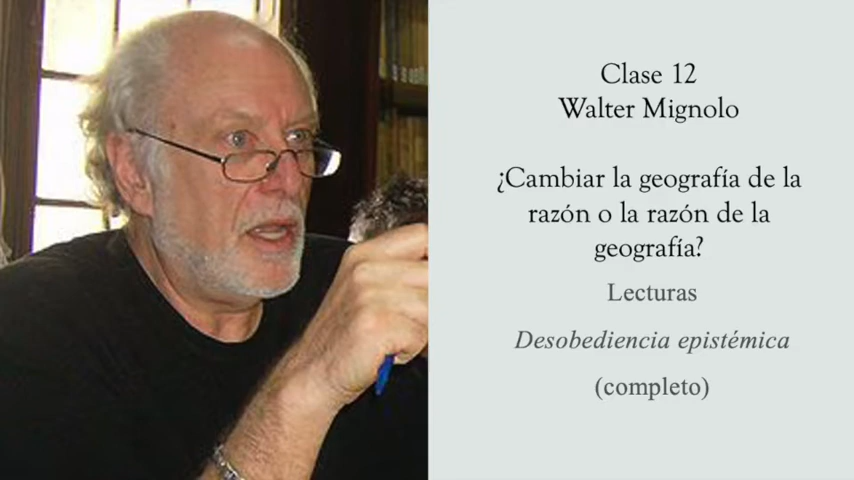 Clase 12
Walter Mignolo
¿Cambiar la geografía de la
razón o la razón de la
geografía?
Lecturas
Desobediencia epistémica
(completo)